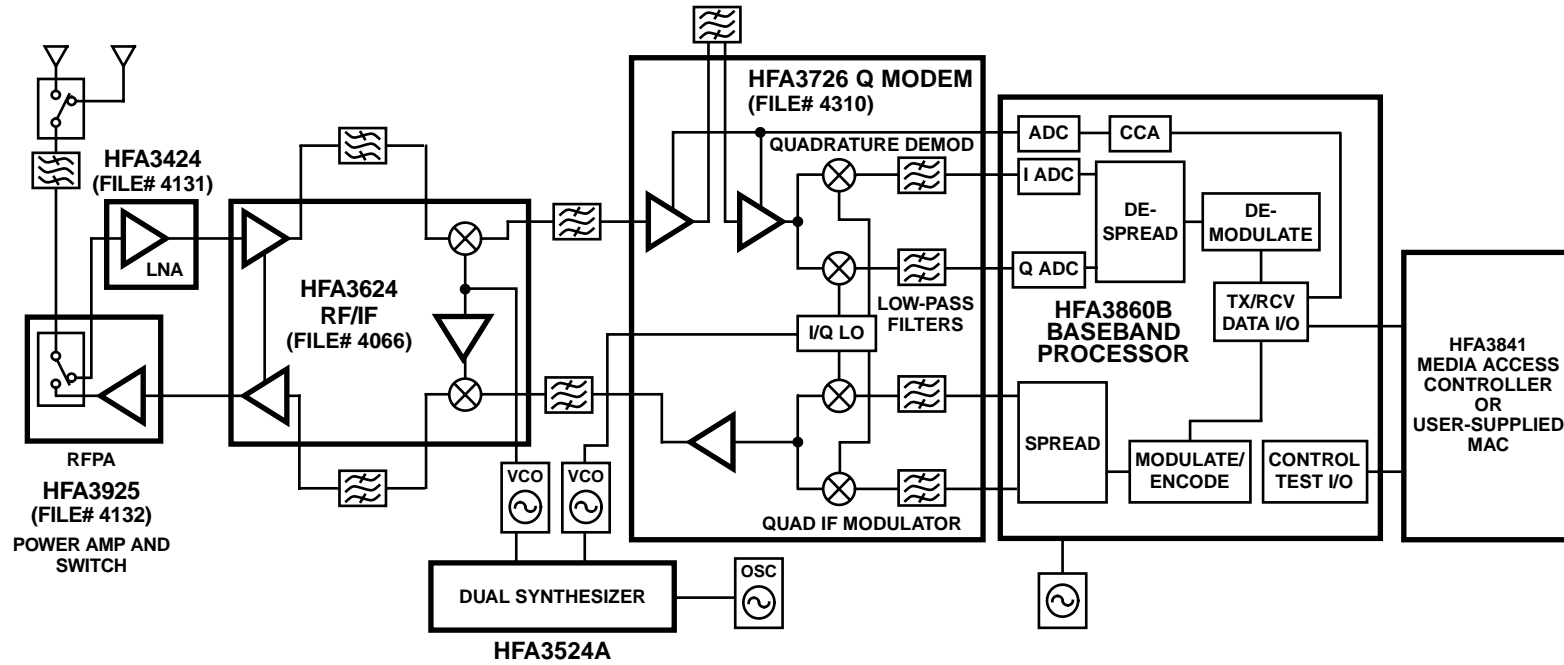 HFA3424
(FILE# 4131)
LNA
HFA3624
RF/IF
(FILE# 4066)
RFPA
HFA3925
(FILE# 4132)
POWER AMP AND
SWITCH
VCO
VCO
DUAL SYNTHESIZER
HFA3524A
OSC
HFA3726 Q MODEM
(FILE# 4310)
QUADRATURE DEMOD
LOW-PASS
FILTERS
I/Q LO
QUAD IF MODULATOR
ADC
CCA
I ADC
DE-
SPREAD
DE-
MODULATE
Q ADC
TX/RCV
DATA I/O
HFA3860B
BASEBAND
PROCESSOR
SPREAD
MODULATE/
ENCODE
CONTROL
TEST I/O
HFA3841
MEDIA ACCESS
CONTROLLER
OR
USER-SUPPLIED
MAC